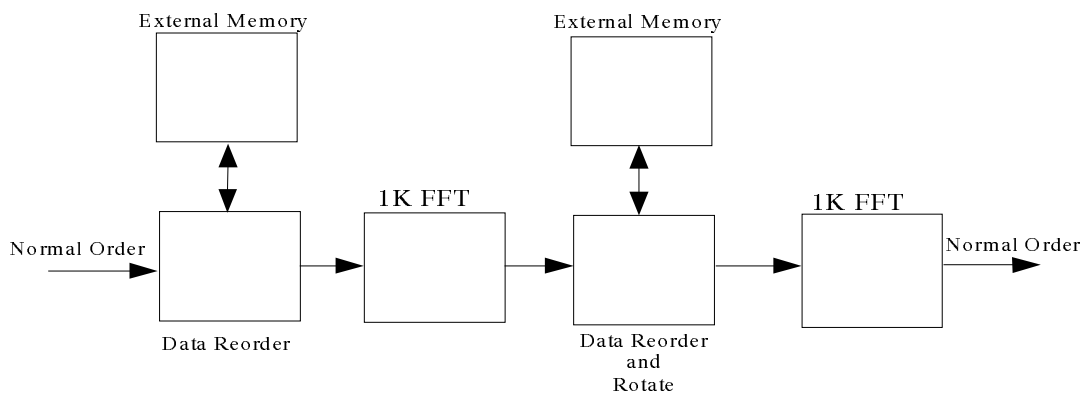 External Memory
External Memory
1K FFT
1K FFT
Normal Order
Normal Order
Data Reorder
Data Reorder
and
Rotate